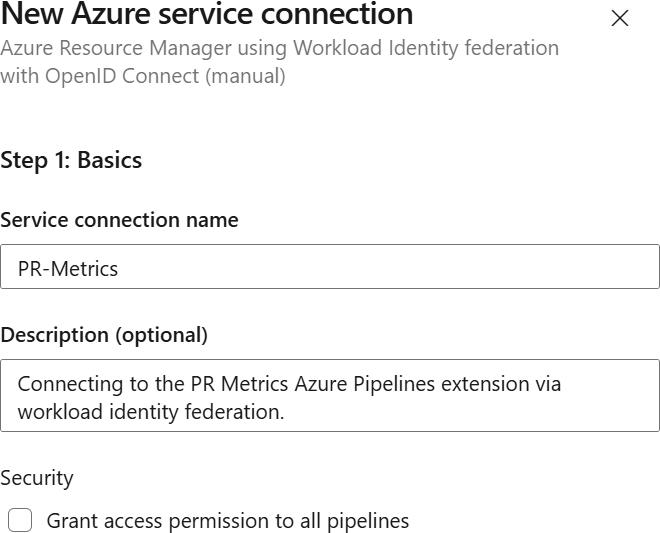 New Azure service connection
Azure Resource Manager using Workload Identity federation
with OpenID Connect (manual)
Step 1: Basics
Service connection name
PR-Metrics
Description (optional)
Connecting to the PR Metrics Azure Pipelines extension via
workload identity federation.
Security
Grant access permission to all pipelines